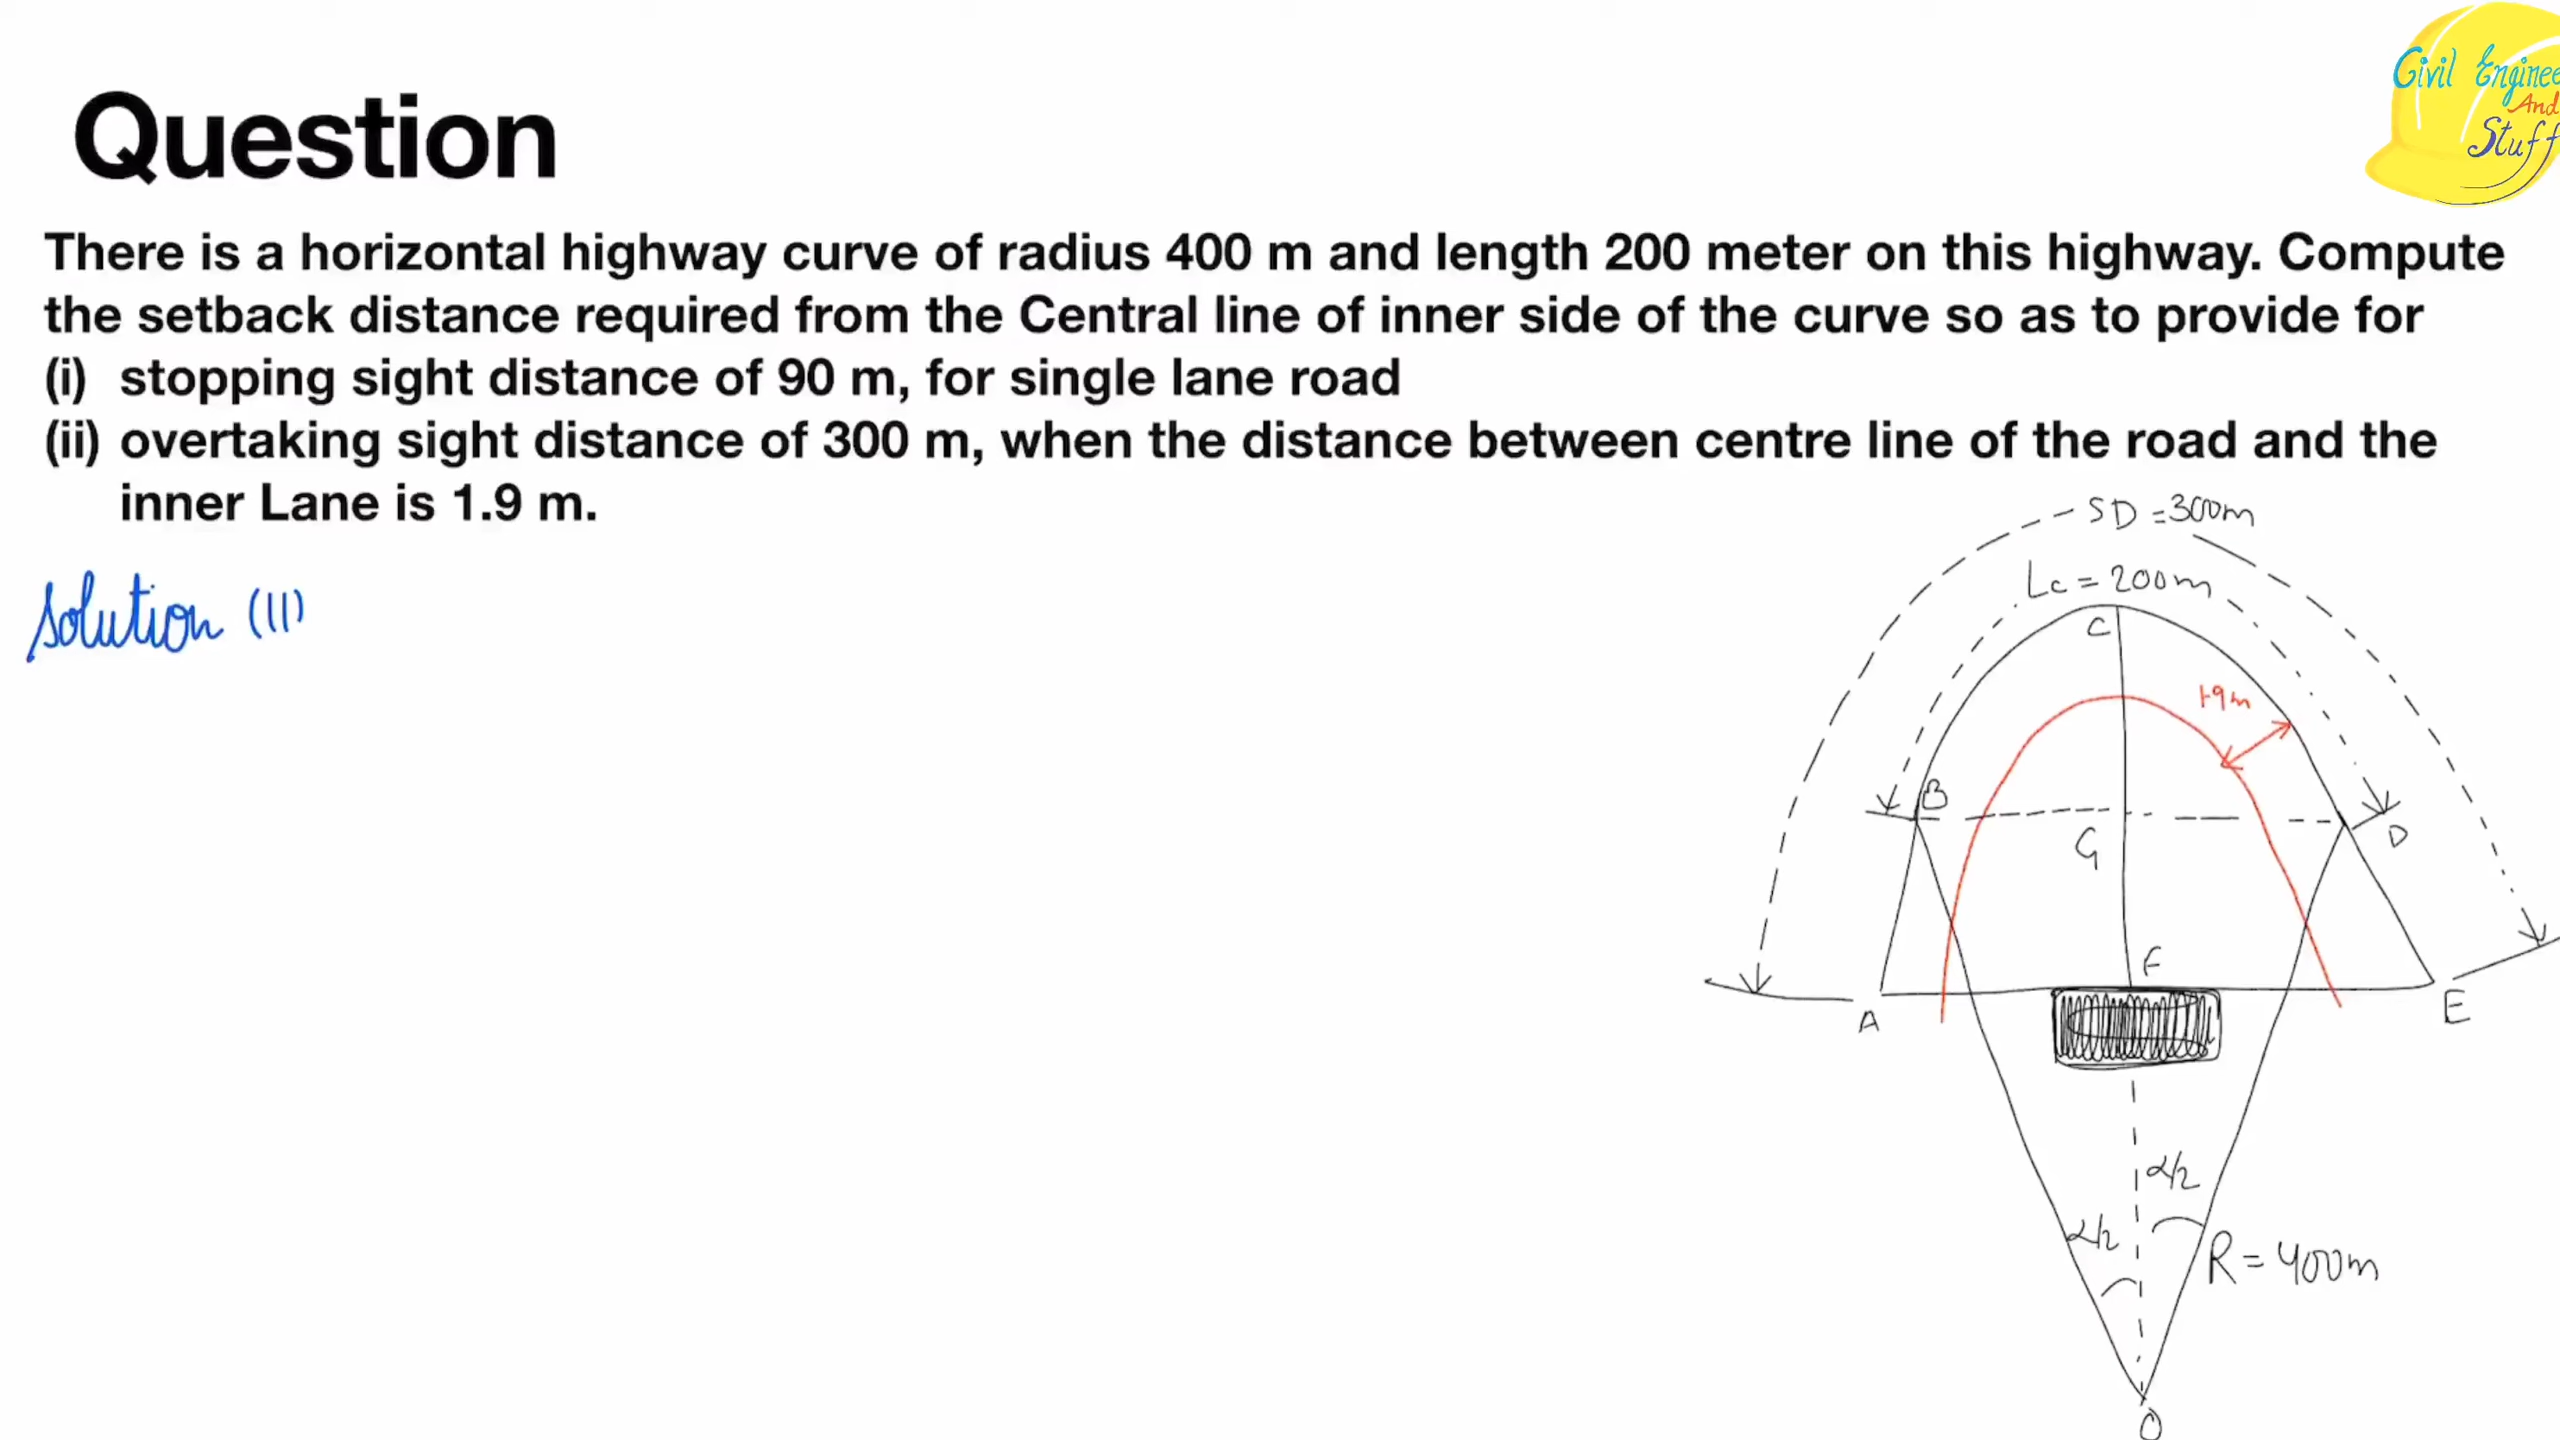 Civil Enginee
And
Stuff
Question
There is a horizontal highway curve of radius 400 m and length 200 meter on this highway. Compute
the setback distance required from the Central line of inner side of the curve so as to provide for
(i) stopping sight distance of 90 m, for single lane road
(ii) overtaking sight distance of 300 m, when the distance between centre line of the road and the
inner Lane is 1.9 m.
Solution (II)
SD = 300m
Lc = 200m
C
1.9m
B
G
D
F
A
E
α/2
α/2
R = 400m
O